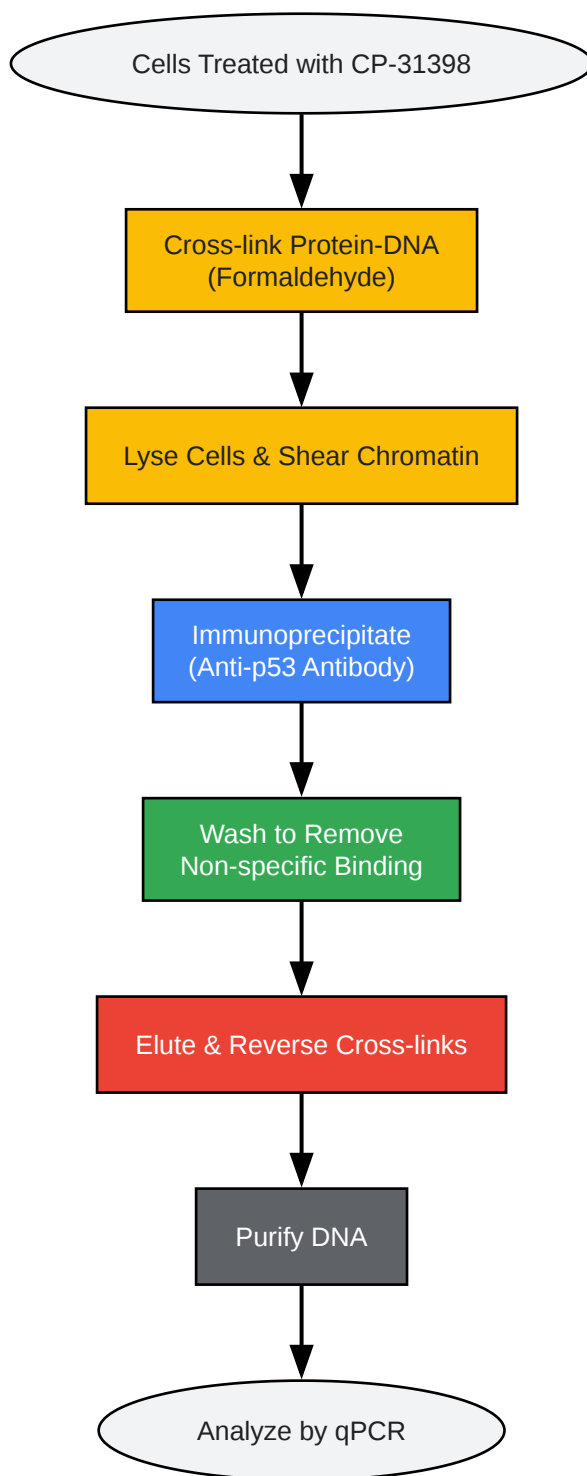 Cells Treated with CP-31398
Cross-link Protein-DNA
(Formaldehyde)
Lyse Cells & Shear Chromatin
Immunoprecipitate
(Anti-p53 Antibody)
Wash to Remove
Non-specific Binding
Elute & Reverse Cross-links
Purify DNA
Analyze by qPCR